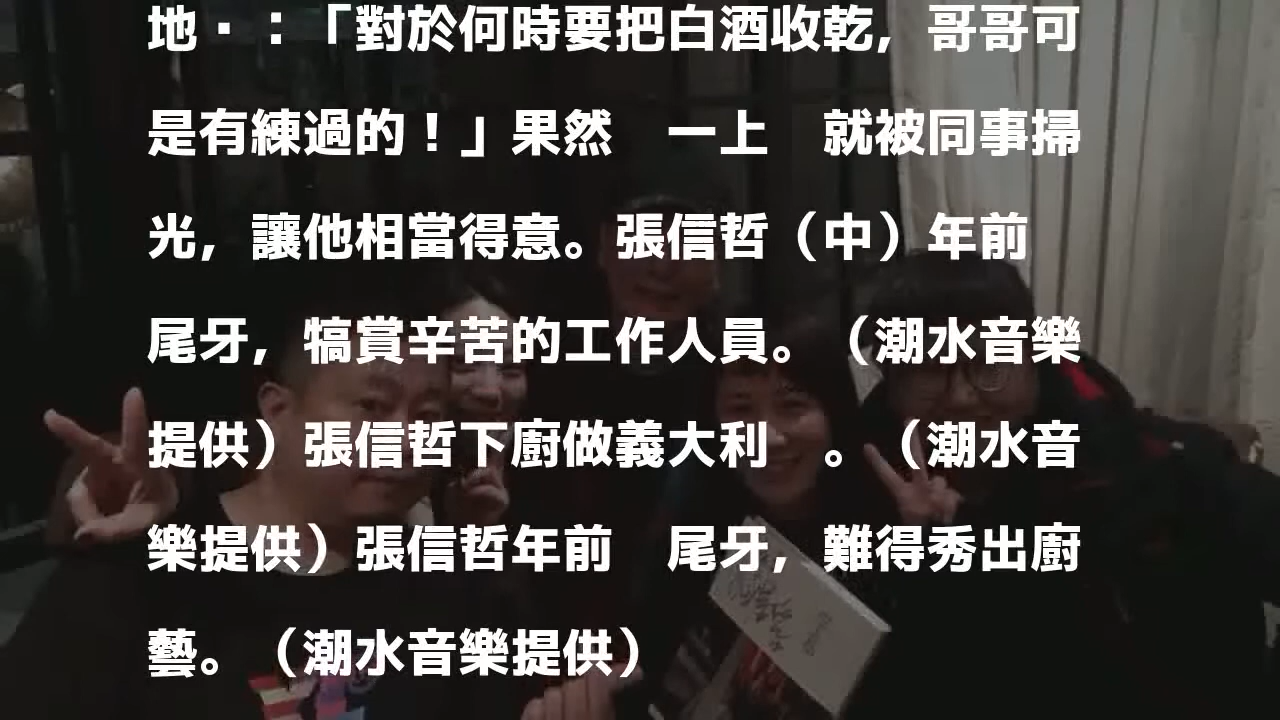 地·：「對於何時要把白酒收乾，哥哥可
是有練過的！」果然　一上　就被同事掃
光，讓他相當得意。張信哲（中）年前
尾牙，犒賞辛苦的工作人員。（潮水音樂
提供）張信哲下廚做義大利　。（潮水音
樂提供）張信哲年前　尾牙，難得秀出廚
藝。（潮水音樂提供）